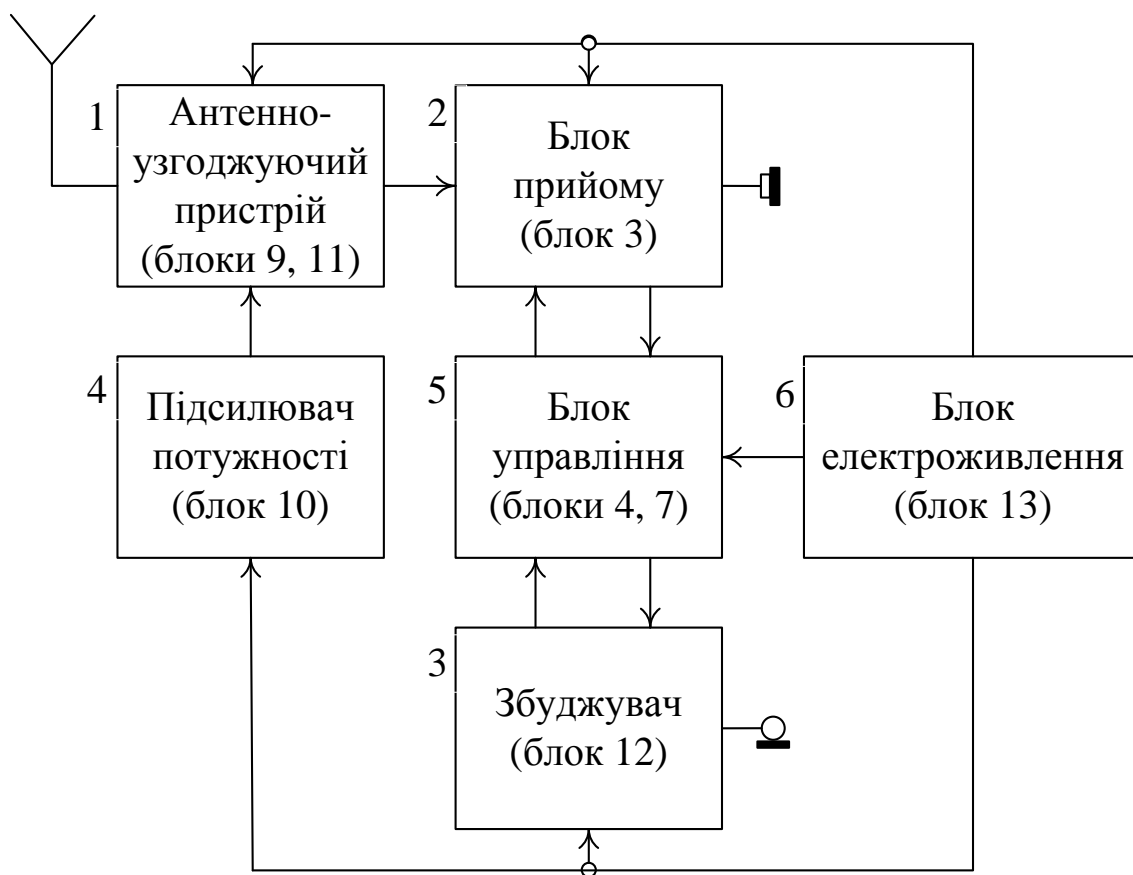 1
Антенно-
узгоджуючий
пристрій
(блоки 9, 11)
2
Блок
прийому
(блок 3)
4
Підсилювач
потужності
(блок 10)
5
Блок
управління
(блоки 4, 7)
6
Блок
електроживлення
(блок 13)
3
Збуджувач
(блок 12)